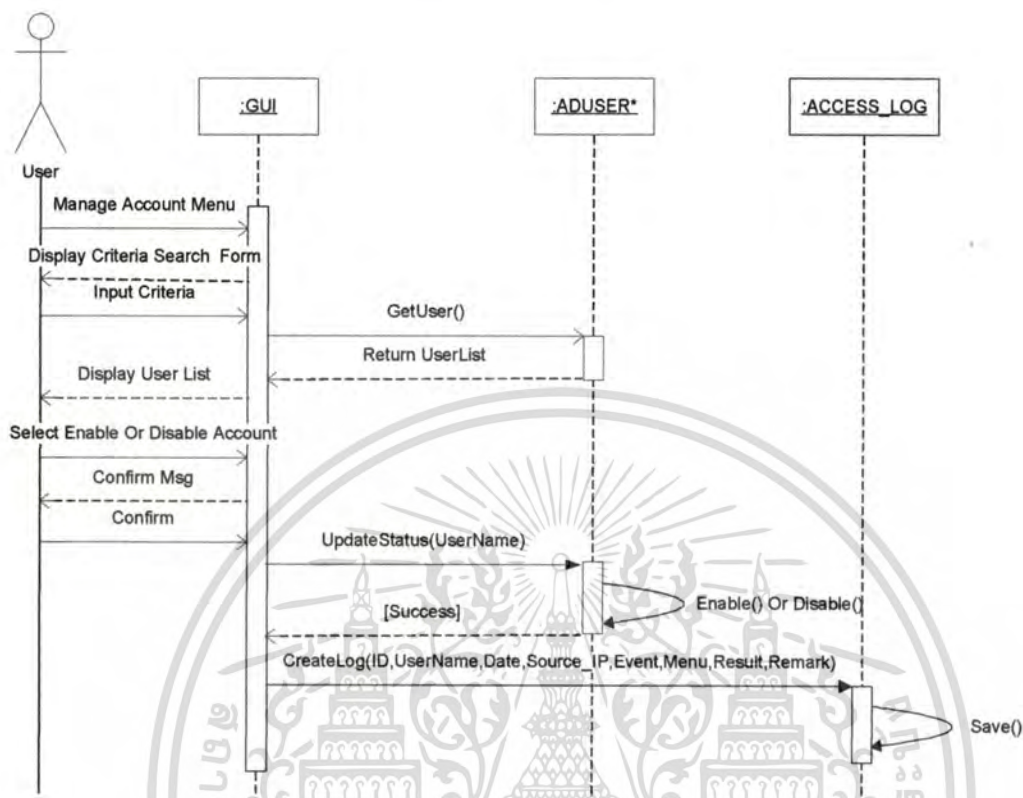 :GUI
:ADUSER*
:ACCESS_LOG
User
Manage Account Menu
Display Criteria Search Form
Input Criteria
GetUser()
Return UserList
Display User List
Select Enable Or Disable Account
Confirm Msg
Confirm
UpdateStatus(UserName)
Enable() Or Disable()
[Success]
CreateLog(ID,UserName,Date,Source_IP,Event,Menu,Result,Remark)
Save()